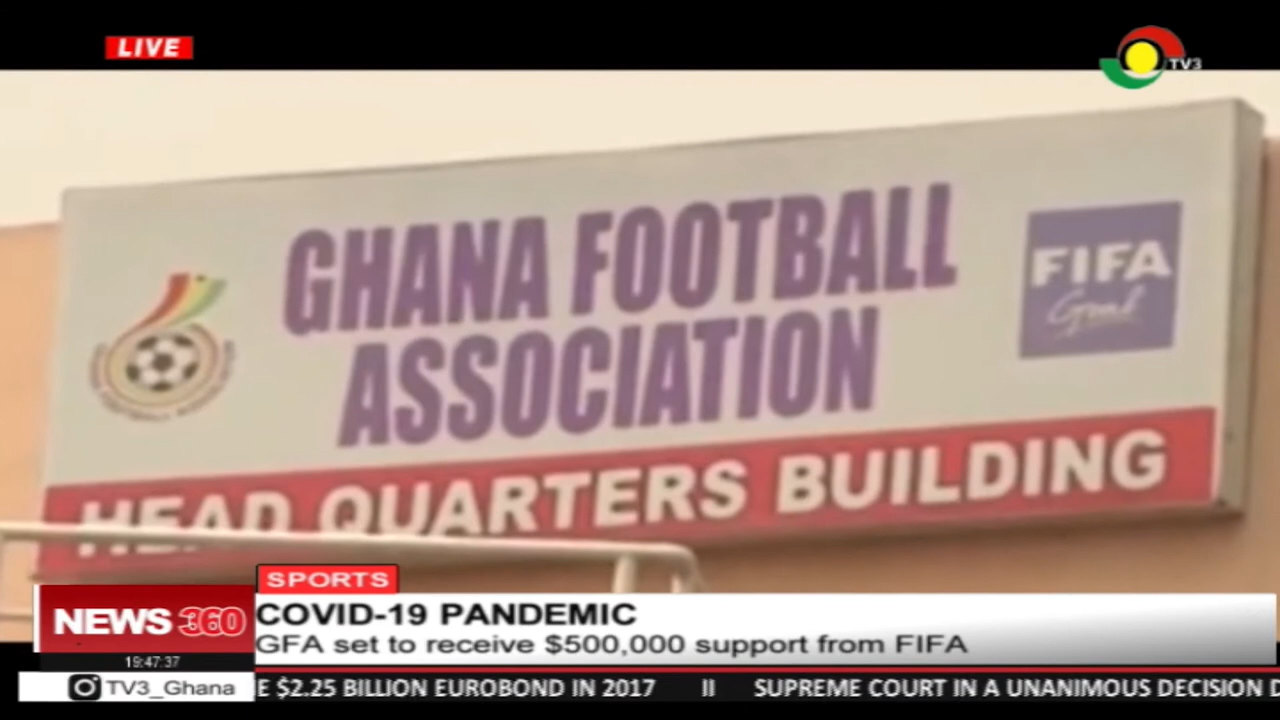 LIVE
TV3
GHANA FOOTBALL
ASSOCIATION
FIFA
Goal
HEAD QUARTERS BUILDING
SPORTS
NEWS 360
COVID-19 PANDEMIC
GFA set to receive $500,000 support from FIFA
19:47:37
TV3_Ghana
E $2.25 BILLION EUROBOND IN 2017 II SUPREME COURT IN A UNANIMOUS DECISION D